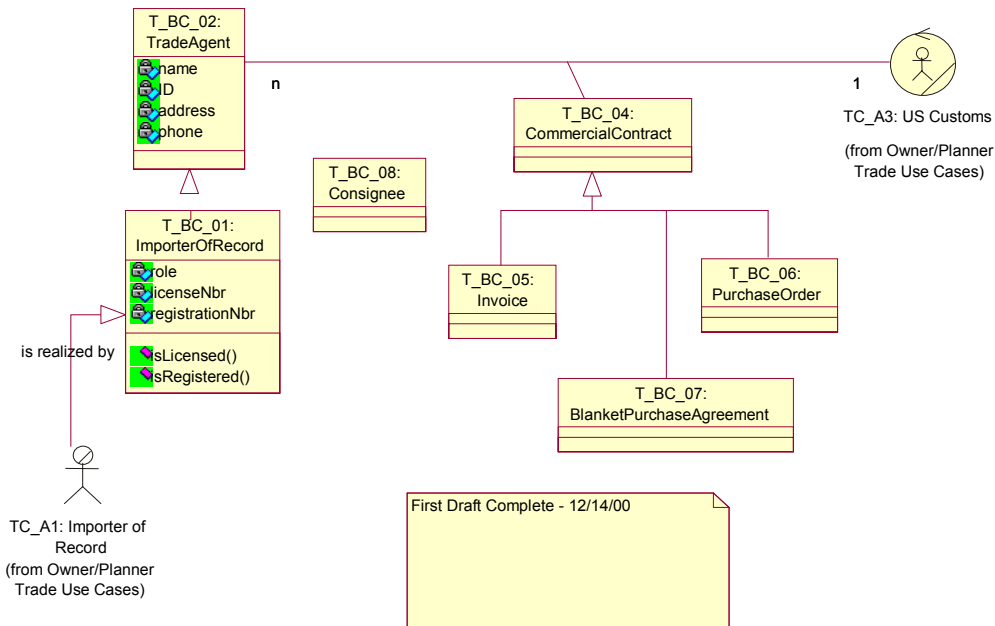 T_BC_02:
TradeAgent
name
ID
address
phone
n
1
TC_A3: US Customs
(from Owner/Planner
Trade Use Cases)
T_BC_04:
CommercialContract
T_BC_08:
Consignee
T_BC_01:
ImporterOfRecord
role
licenseNbr
registrationNbr
isLicensed()
isRegistered()
T_BC_05:
Invoice
T_BC_06:
PurchaseOrder
is realized by
T_BC_07:
BlanketPurchaseAgreement
TC_A1: Importer of
Record
(from Owner/Planner
Trade Use Cases)
First Draft Complete - 12/14/00